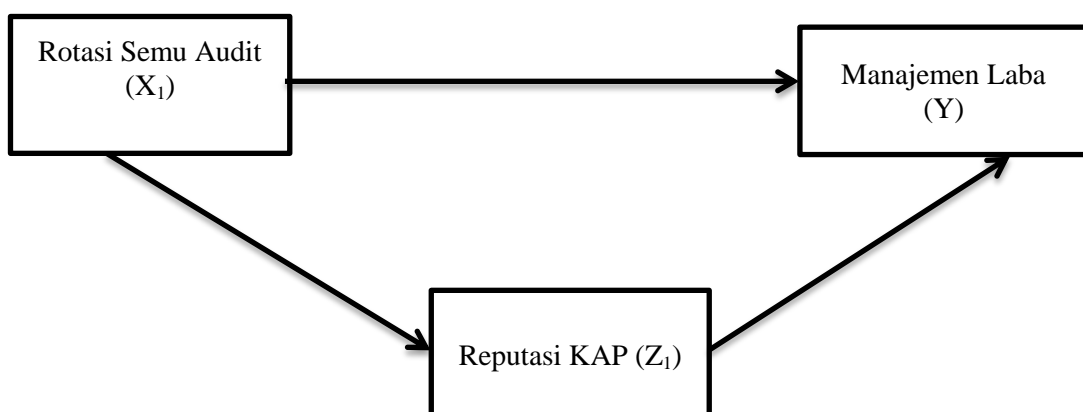 Rotasi Semu Audit
(X₁)
Manajemen Laba
(Y)
Reputasi KAP (Z₁)